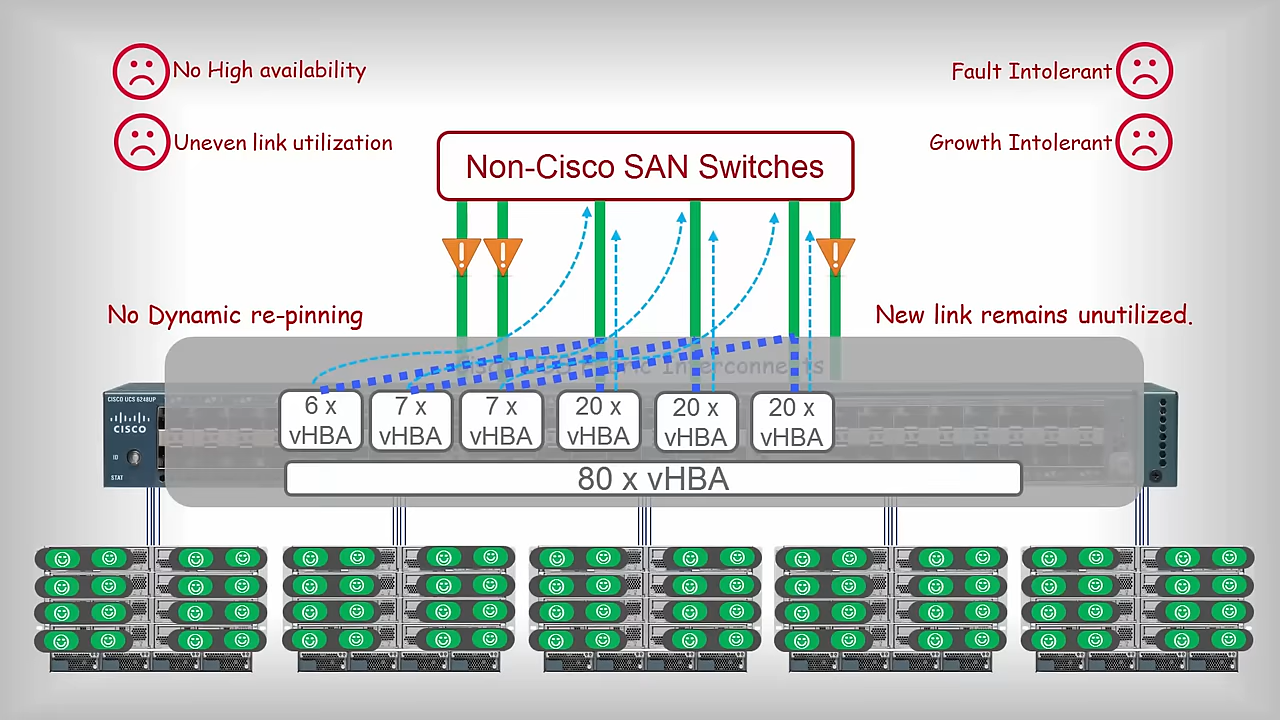 No High availability
Fault Intolerant
Uneven link utilization
Growth Intolerant
Non-Cisco SAN Switches
No Dynamic re-pinning
New link remains unutilized.
Interconnects
CISCO UCS 6248UP
CISCO
ID
STAT
6 x
vHBA
7 x
vHBA
7 x
vHBA
20 x
vHBA
20 x
vHBA
20 x
vHBA
80 x vHBA